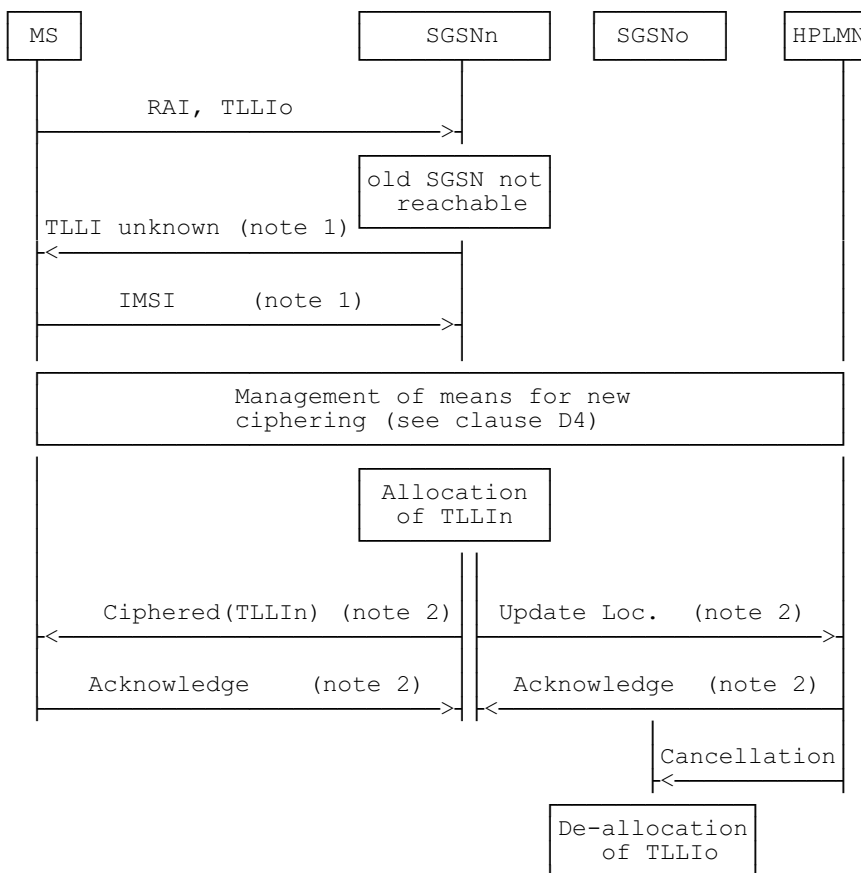 MS
SGSNn
SGSNo
HPLMN
RAI, TLLIo
old SGSN not
reachable
TLLI unknown (note 1)
IMSI (note 1)
Management of means for new
ciphering (see clause D4)
Allocation
of TLLIn
Ciphered(TLLIn) (note 2)
Update Loc. (note 2)
Acknowledge (note 2)
Acknowledge (note 2)
Cancellation
De-allocation
of TLLIo